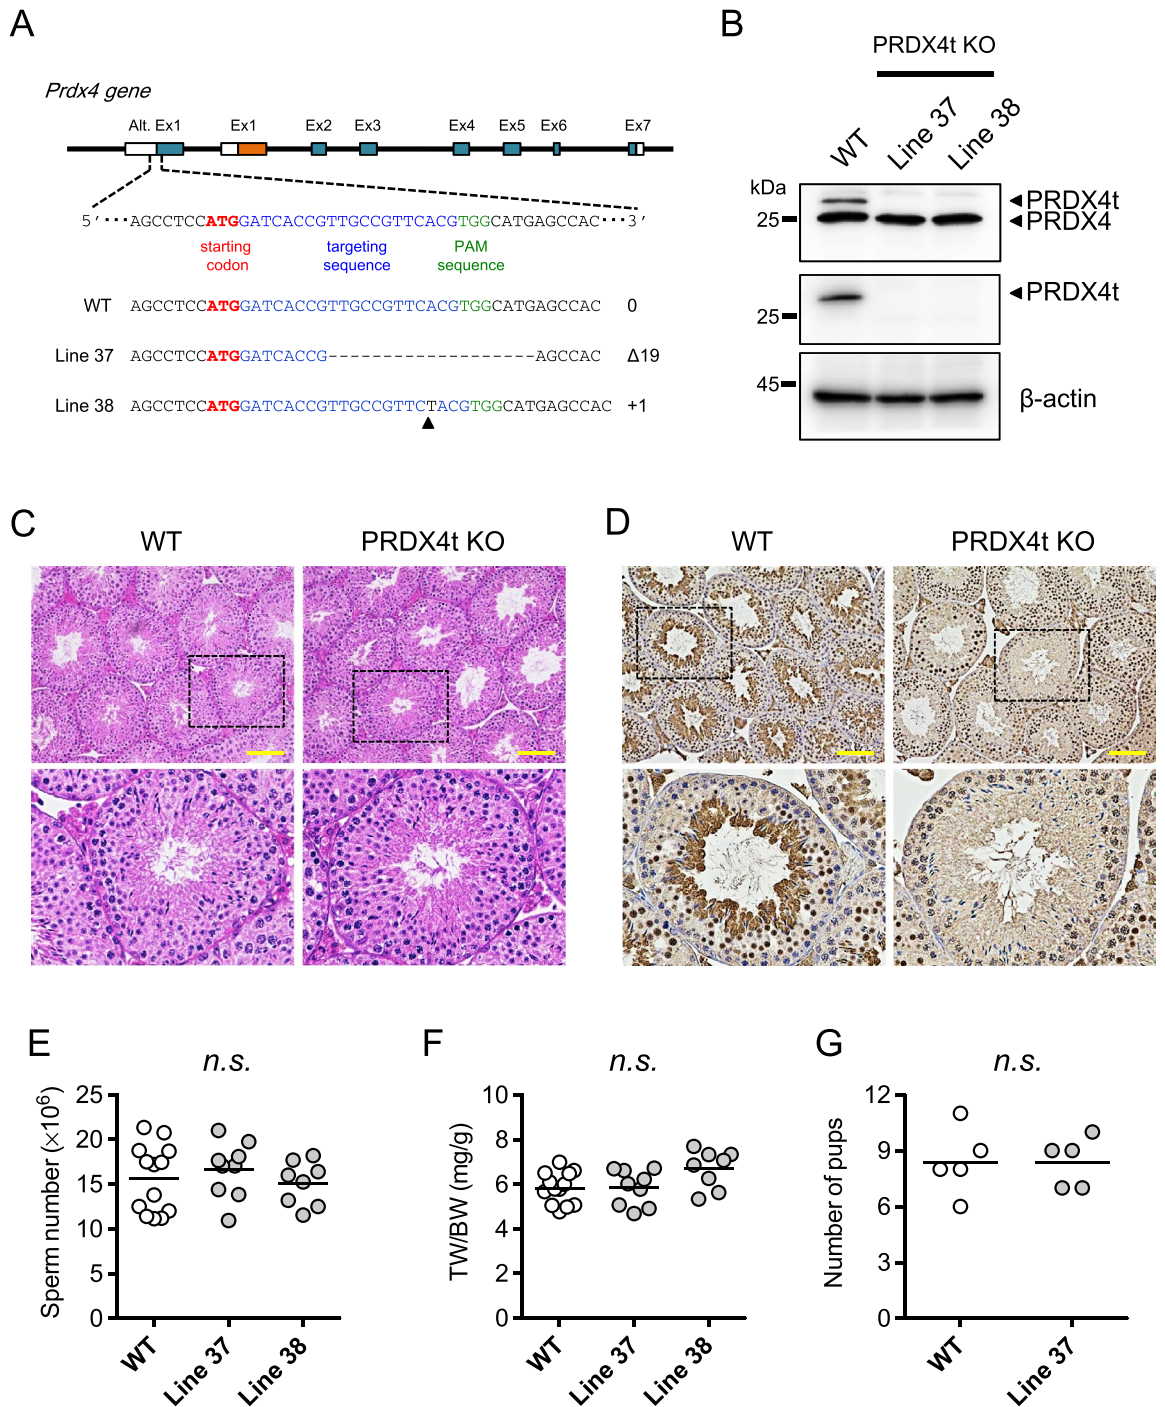 A
Prdx4 gene
Alt. Ex1 Ex1 Ex2 Ex3 Ex4 Ex5 Ex6 Ex7
5′ ···AGCCTCCATGGATCACCGTTGCCGTTCACGTGGCATGAGCCAC··· 3′
starting codon
targeting sequence
PAM sequence
WT AGCCTCCATGGATCACCGTTGCCGTTCACGTGGCATGAGCCAC 0
Line 37 AGCCTCCATGGATCACCG-------------------AGCCAC Δ19
Line 38 AGCCTCCATGGATCACCGTTGCCGTTCTACGTGGCATGAGCCAC +1
B
PRDX4t KO
WT Line 37 Line 38
kDa
25
PRDX4t
PRDX4
25
PRDX4t
45
β-actin
C
WT PRDX4t KO
D
WT PRDX4t KO
E
n.s.
Sperm number (×10⁶)
25
20
15
10
5
0
WT Line 37 Line 38
F
n.s.
TW/BW (mg/g)
10
8
6
4
2
0
WT Line 37 Line 38
G
n.s.
Number of pups
12
9
6
3
0
WT Line 37